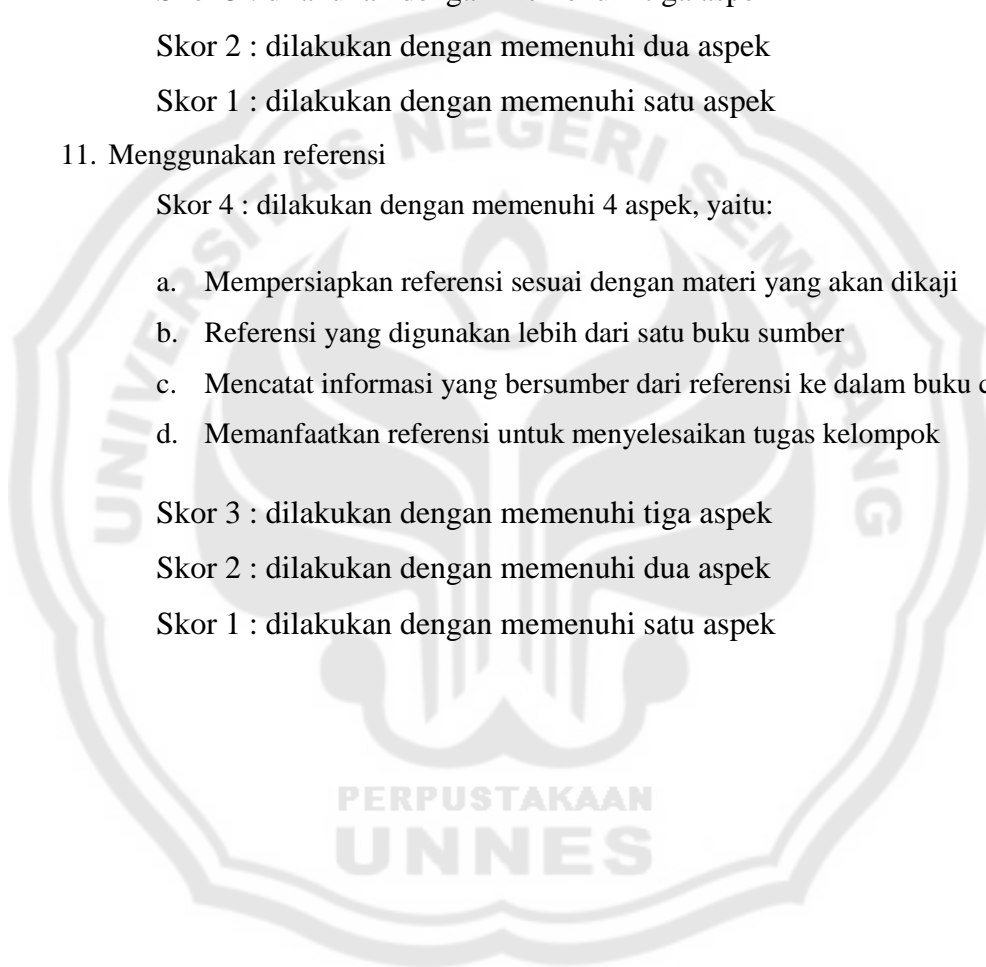 Skor 2 : dilakukan dengan memenuhi dua aspek
Skor 1 : dilakukan dengan memenuhi satu aspek
11. Menggunakan referensi
Skor 4 : dilakukan dengan memenuhi 4 aspek, yaitu:
a. Mempersiapkan referensi sesuai dengan materi yang akan dikaji
b. Referensi yang digunakan lebih dari satu buku sumber
c. Mencatat informasi yang bersumber dari referensi ke dalam buku
d. Memanfaatkan referensi untuk menyelesaikan tugas kelompok
Skor 3 : dilakukan dengan memenuhi tiga aspek
Skor 2 : dilakukan dengan memenuhi dua aspek
Skor 1 : dilakukan dengan memenuhi satu aspek
UNIVERSITAS NEGERI SEMARANG
PERPUSTAKAAN
UNNES